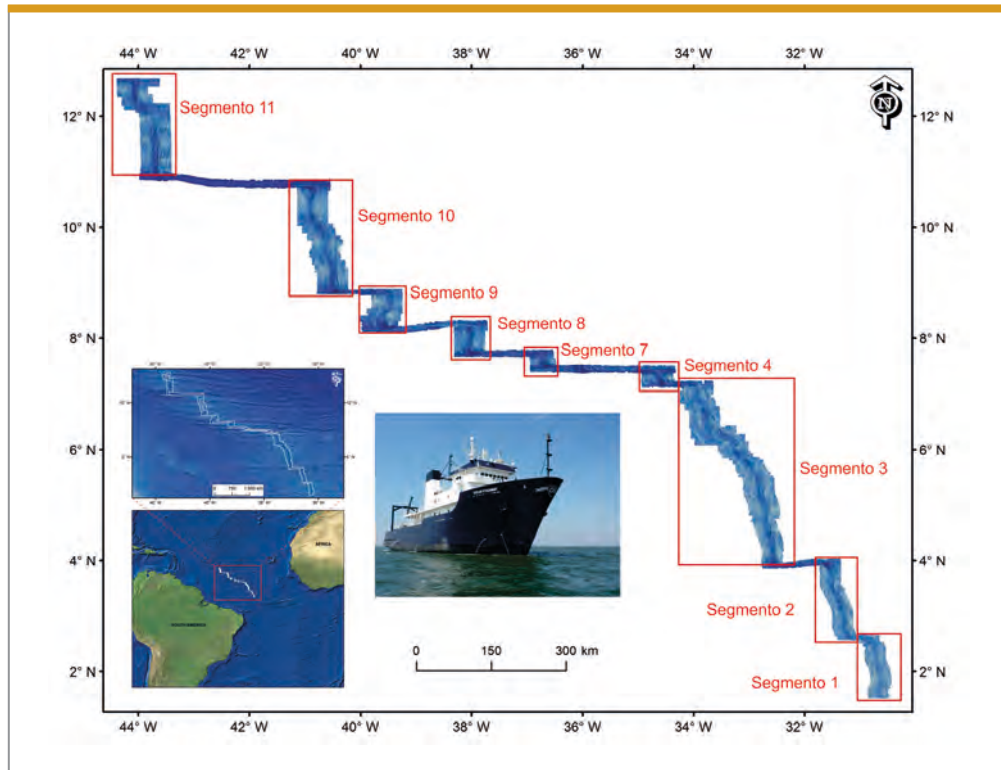 44° W 42° W 40° W 38° W 36° W 34° W 32° W
12° N 12° N
Segmento 11
N
10° N 10° N
Segmento 10
Segmento 9
8° N 8° N
Segmento 8
Segmento 7
Segmento 4
6° N 6° N
Segmento 3
4° N 4° N
AFRICA
SOUTH AMERICA
Segmento 2
0 150 300 km
2° N 2° N
Segmento 1
44° W 42° W 40° W 38° W 36° W 34° W 32° W